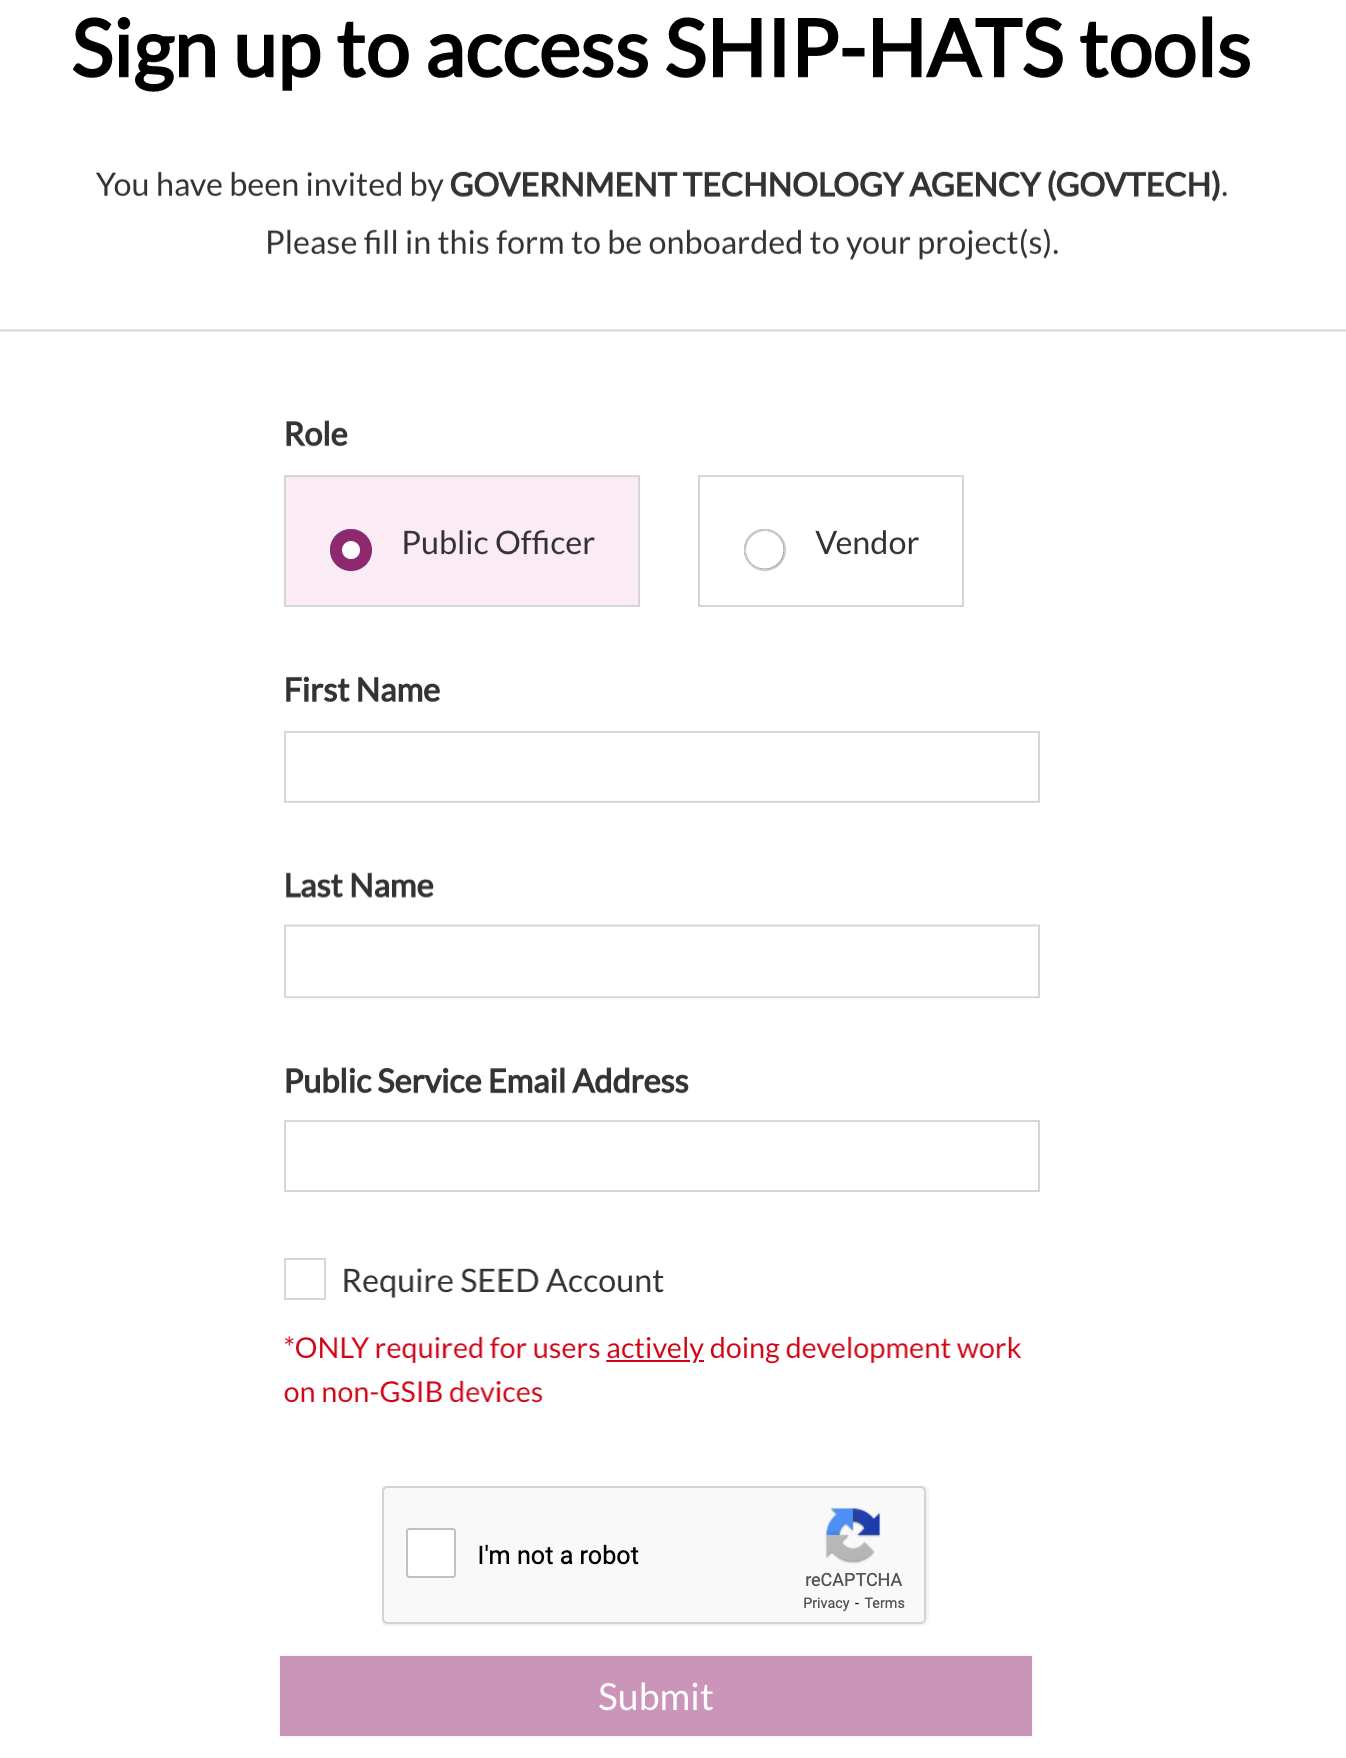 Sign up to access SHIP-HATS tools
You have been invited by GOVERNMENT TECHNOLOGY AGENCY (GOVTECH).
Please fill in this form to be onboarded to your project(s).
Role
Public Officer
Vendor
First Name
Last Name
Public Service Email Address
Require SEED Account
*ONLY required for users actively doing development work
on non-GSIB devices
I'm not a robot
reCAPTCHA
Privacy - Terms
Submit